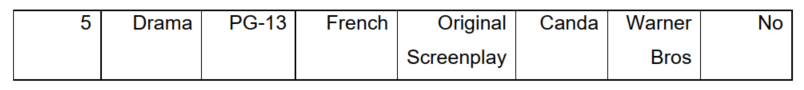 5 Drama PG-13 French Original Canda Warner No
Screenplay Bros